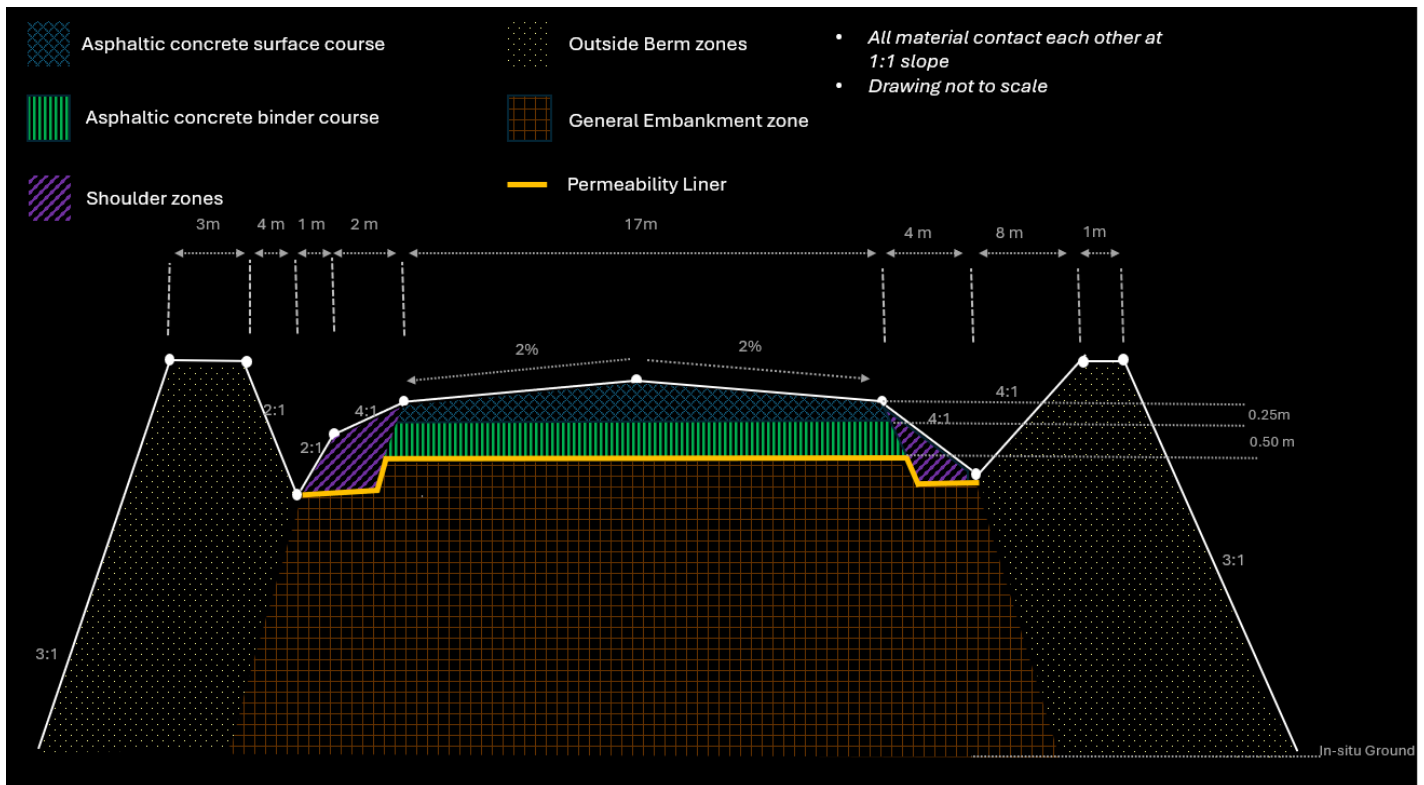 Asphaltic concrete surface course
Outside Berm zones
• All material contact each other at
1:1 slope
• Drawing not to scale
Asphaltic concrete binder course
General Embankment zone
Shoulder zones
Permeability Liner
3m
4 m
1 m
2 m
17m
4 m
8 m
1m
2%
2%
2:1
4:1
2:1
4:1
4:1
0.25m
0.50 m
3:1
3:1
In-situ Ground